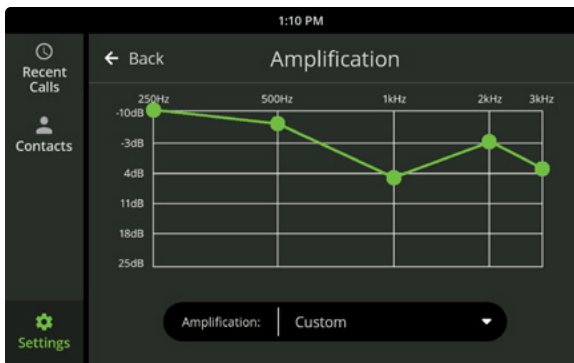 1:10 PM
Recent
Calls
Contacts
Settings
Back
Amplification
250Hz 500Hz 1kHz 2kHz 3kHz
-10dB
-3dB
4dB
11dB
18dB
25dB
Amplification: Custom